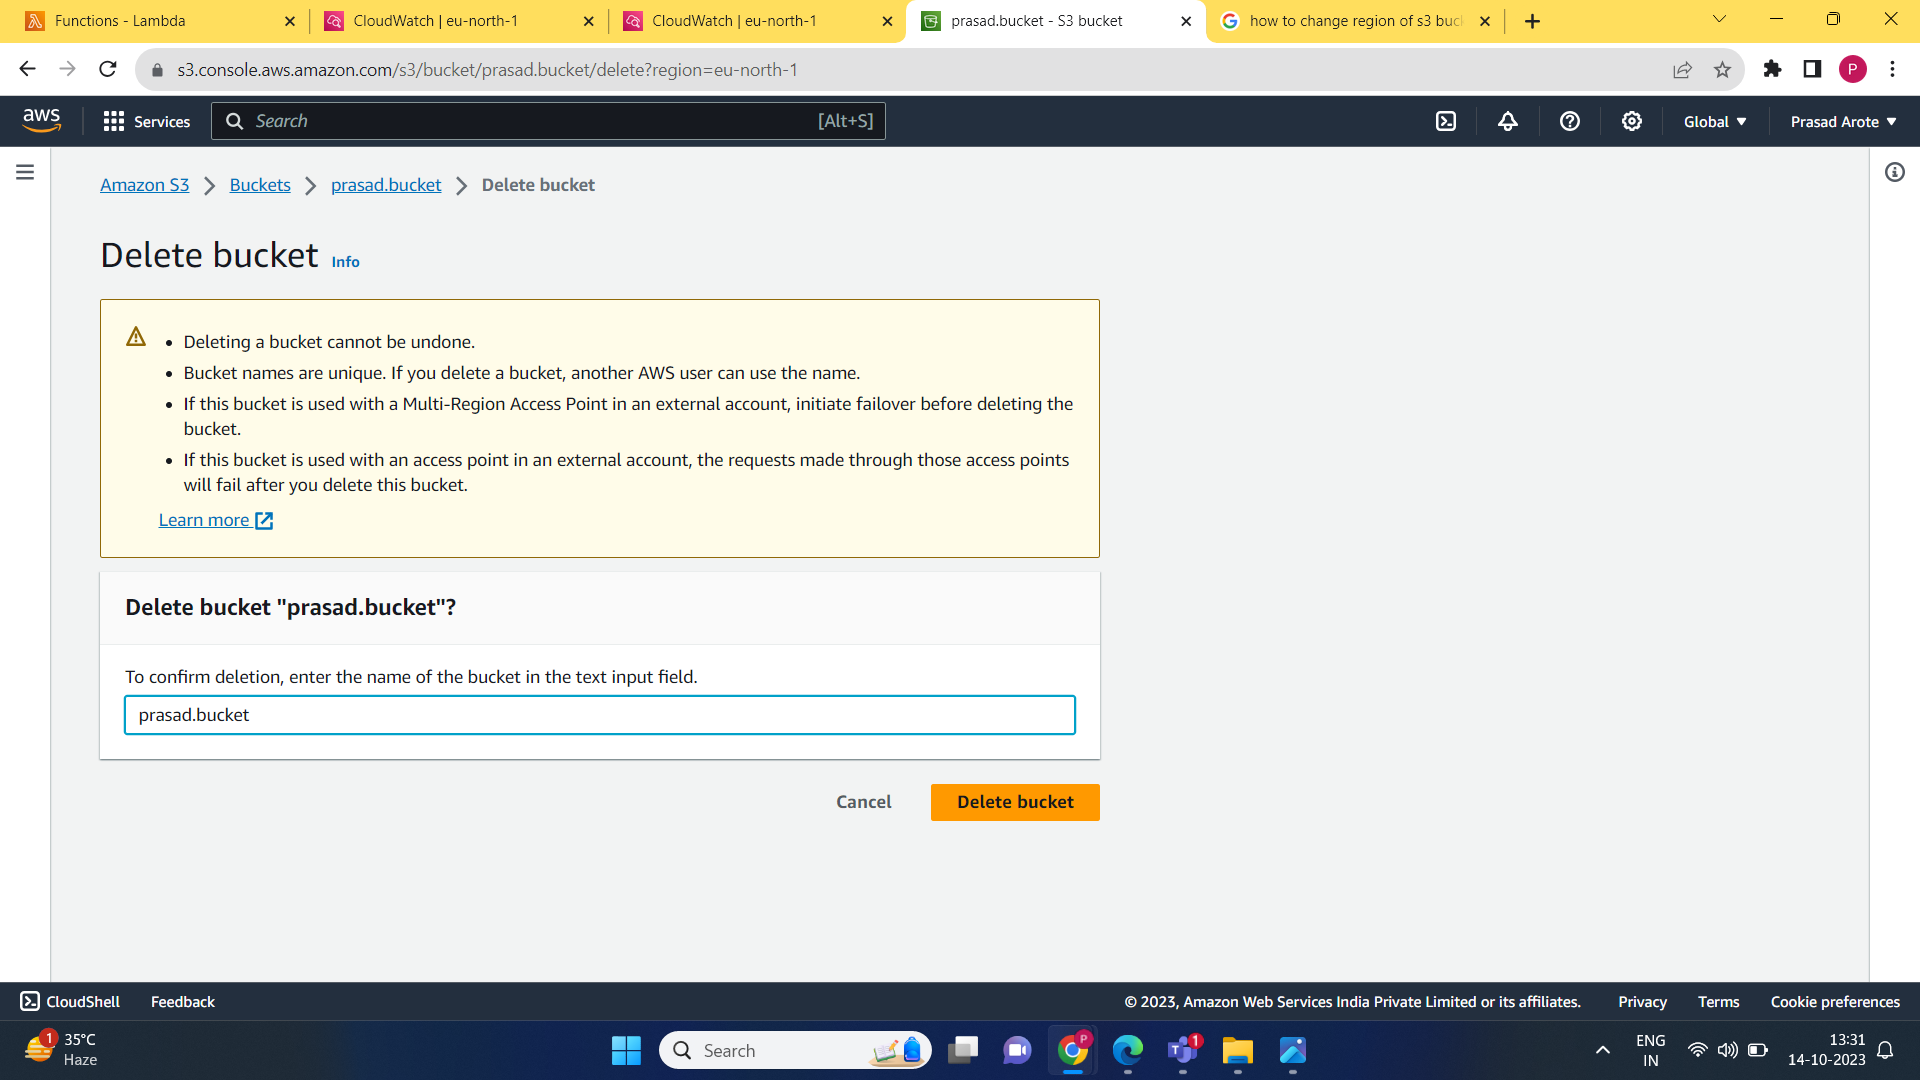 Functions - Lambda
CloudWatch | eu-north-1
CloudWatch | eu-north-1
prasad.bucket - S3 bucket
how to change region of s3 buc
s3.console.aws.amazon.com/s3/bucket/prasad.bucket/delete?region=eu-north-1
P
aws
Services
Search
[Alt+S]
Global
Prasad Arote
Amazon S3
Buckets
prasad.bucket
Delete bucket
Delete bucket Info
Deleting a bucket cannot be undone.
Bucket names are unique. If you delete a bucket, another AWS user can use the name.
If this bucket is used with a Multi-Region Access Point in an external account, initiate failover before deleting the
bucket.
If this bucket is used with an access point in an external account, the requests made through those access points
will fail after you delete this bucket.
Learn more
Delete bucket "prasad.bucket"?
To confirm deletion, enter the name of the bucket in the text input field.
prasad.bucket
Cancel
Delete bucket
CloudShell
Feedback
© 2023, Amazon Web Services India Private Limited or its affiliates.
Privacy
Terms
Cookie preferences
1
35°C
Haze
Search
P
T
1
ENG
IN
13:31
14-10-2023